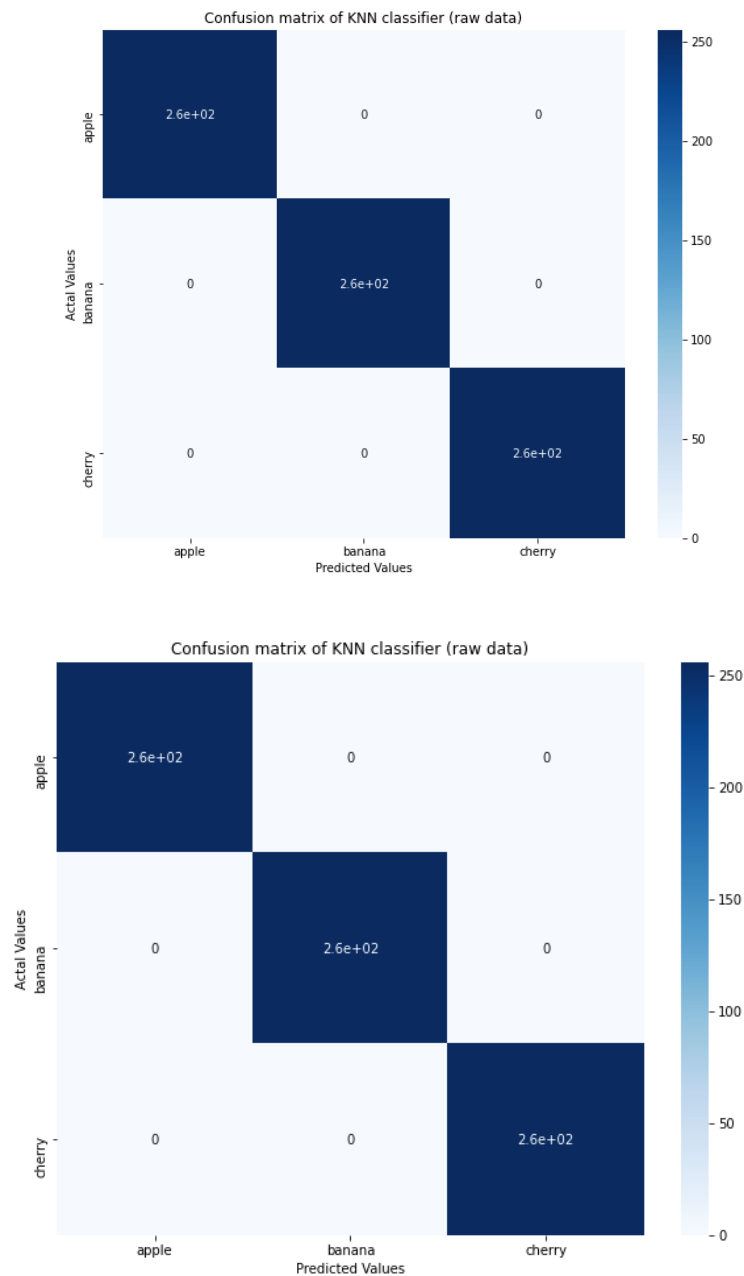 Confusion matrix of KNN classifier (raw data)
apple 2.6e+02 0 0
Actal Values
banana 0 2.6e+02 0
cherry 0 0 2.6e+02
apple banana cherry
Predicted Values
250
200
150
100
50
0
Confusion matrix of KNN classifier (raw data)
apple 2.6e+02 0 0
Actal Values
banana 0 2.6e+02 0
cherry 0 0 2.6e+02
apple banana cherry
Predicted Values
250
200
150
100
50
0